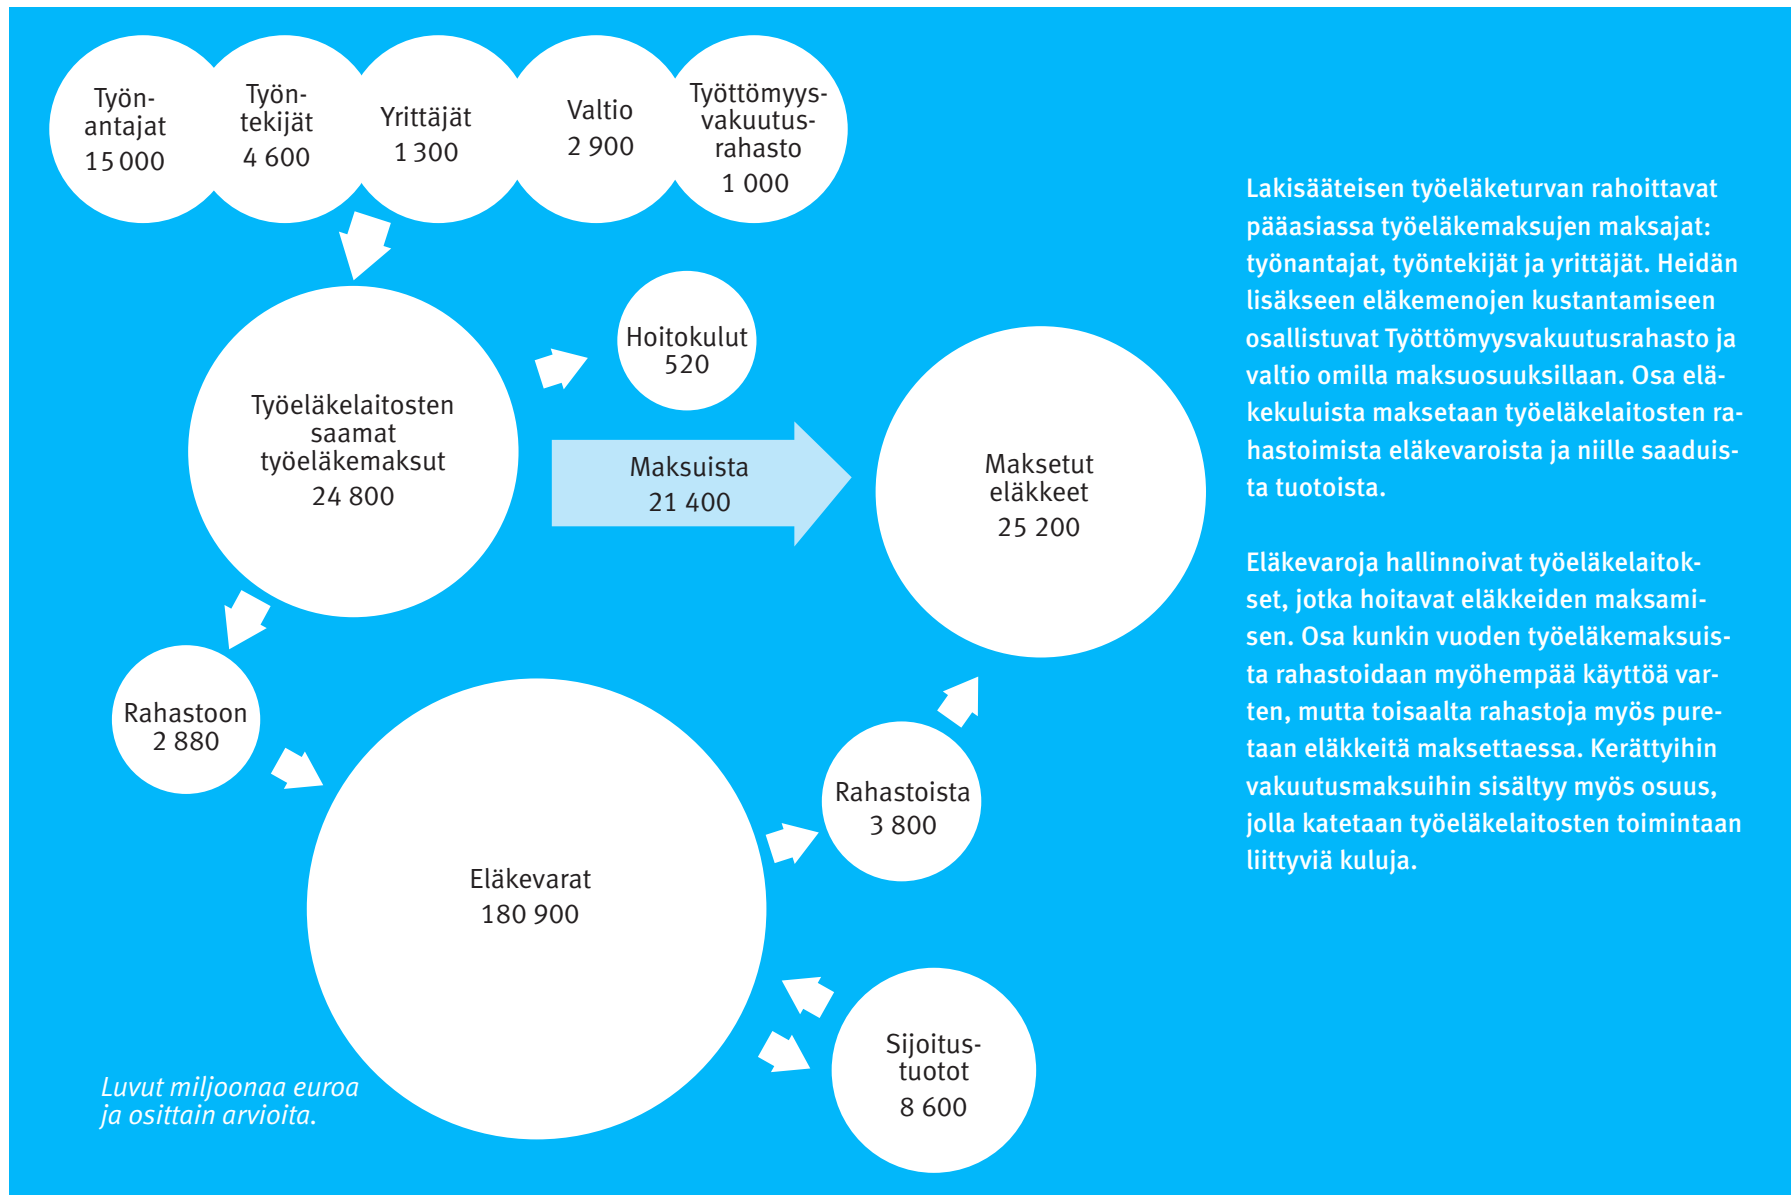 Työn-
antajat
15 000
Työn-
tekijät
4 600
Yrittäjät
1 300
Valtio
2 900
Työttömyys-
vakuutus-
rahasto
1 000
Työeläkelaitosten
saamat
työeläkemaksut
24 800
Hoitokulut
520
Maksuista
21 400
Maksetut
eläkkeet
25 200
Rahastoon
2 880
Eläkevarat
180 900
Rahastoista
3 800
Sijoitus-
tuotot
8 600
Luvut miljoonaa euroa
ja osittain arvioita.
Lakisääteisen työeläketurvan rahoittavat
pääasiassa työeläkemaksujen maksajat:
työnantajat, työntekijät ja yrittäjät. Heidän
lisäkseen eläkemenojen kustantamiseen
osallistuvat Työttömyysvakuutusrahasto ja
valtio omilla maksuosuuksillaan. Osa elä-
kekuluista maksetaan työeläkelaitosten ra-
hastoimista eläkevaroista ja niille saaduis-
ta tuotoista.
Eläkevaroja hallinnoivat työeläkelaitok-
set, jotka hoitavat eläkkeiden maksami-
sen. Osa kunkin vuoden työeläkemaksuis-
ta rahastoidaan myöhempää käyttöä var-
ten, mutta toisaalta rahastoja myös pure-
taan eläkkeitä maksettaessa. Kerättyihin
vakuutusmaksuihin sisältyy myös osuus,
jolla katetaan työeläkelaitosten toimintaan
liittyviä kuluja.